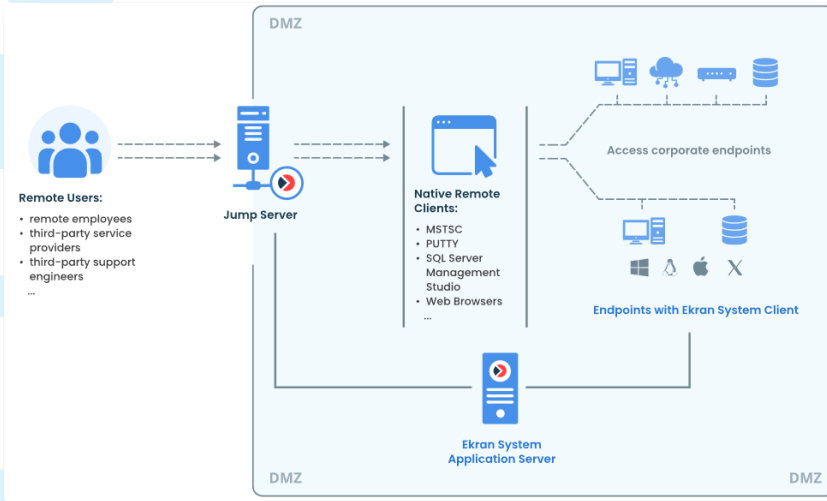 DMZ
Remote Users:
• remote employees
• third-party service
providers
• third-party support
engineers
...
Jump Server
Native Remote
Clients:
• MSTSC
• PUTTY
• SQL Server
Management
Studio
• Web Browsers
...
Access corporate endpoints
Endpoints with Ekran System Client
Ekran System
Application Server
DMZ
DMZ